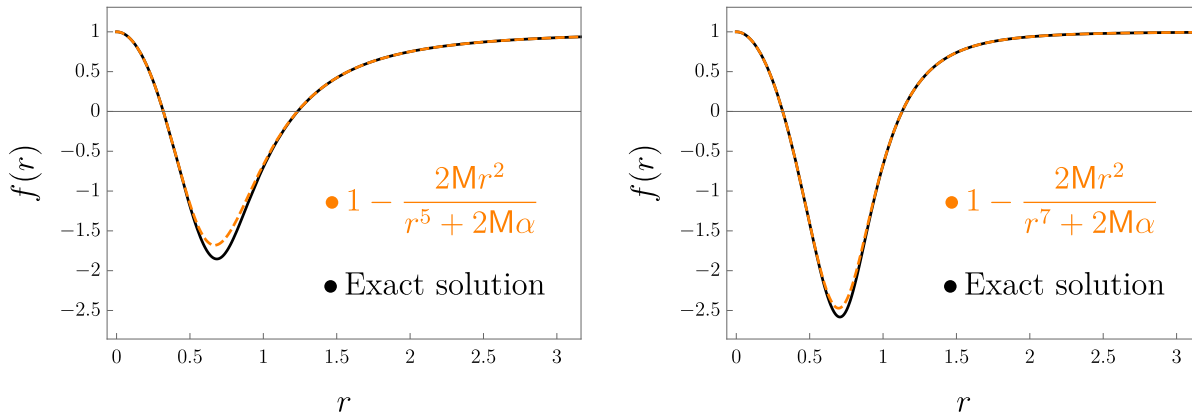 1
0.5
0
−0.5
−1
−1.5
−2
−2.5
f(r)
1 − 2Mr² / (r⁵ + 2Mα)
Exact solution
0 0.5 1 1.5 2 2.5 3
r
1
0.5
0
−0.5
−1
−1.5
−2
−2.5
f(r)
1 − 2Mr² / (r⁷ + 2Mα)
Exact solution
0 0.5 1 1.5 2 2.5 3
r